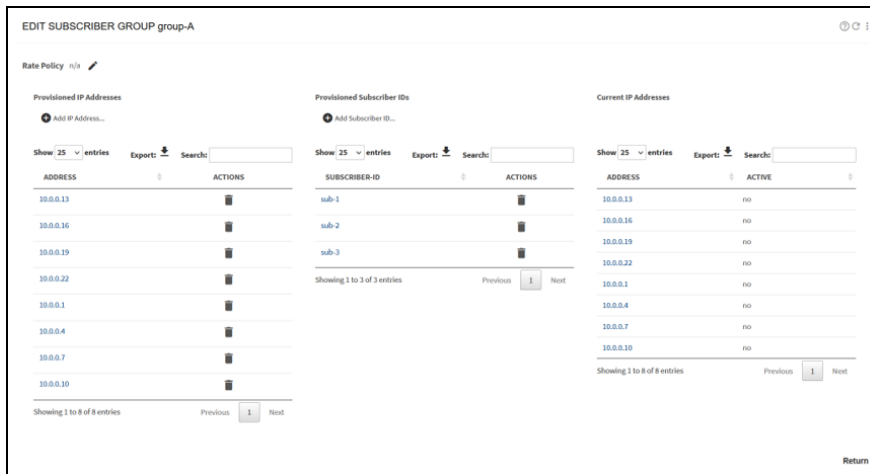 EDIT SUBSCRIBER GROUP group-A
Rate Policy n/a
Provisioned IP Addresses
Add IP Address...
Show 25 entries Export: Search:
ADDRESS ACTIONS
10.0.0.13
10.0.0.16
10.0.0.19
10.0.0.22
10.0.0.1
10.0.0.4
10.0.0.7
10.0.0.10
Showing 1 to 8 of 8 entries Previous 1 Next
Provisioned Subscriber IDs
Add Subscriber ID...
Show 25 entries Export: Search:
SUBSCRIBER-ID ACTIONS
sub-1
sub-2
sub-3
Showing 1 to 3 of 3 entries Previous 1 Next
Current IP Addresses
Show 25 entries Export: Search:
ADDRESS ACTIVE
10.0.0.13 no
10.0.0.16 no
10.0.0.19 no
10.0.0.22 no
10.0.0.1 no
10.0.0.4 no
10.0.0.7 no
10.0.0.10 no
Showing 1 to 8 of 8 entries Previous 1 Next
Return